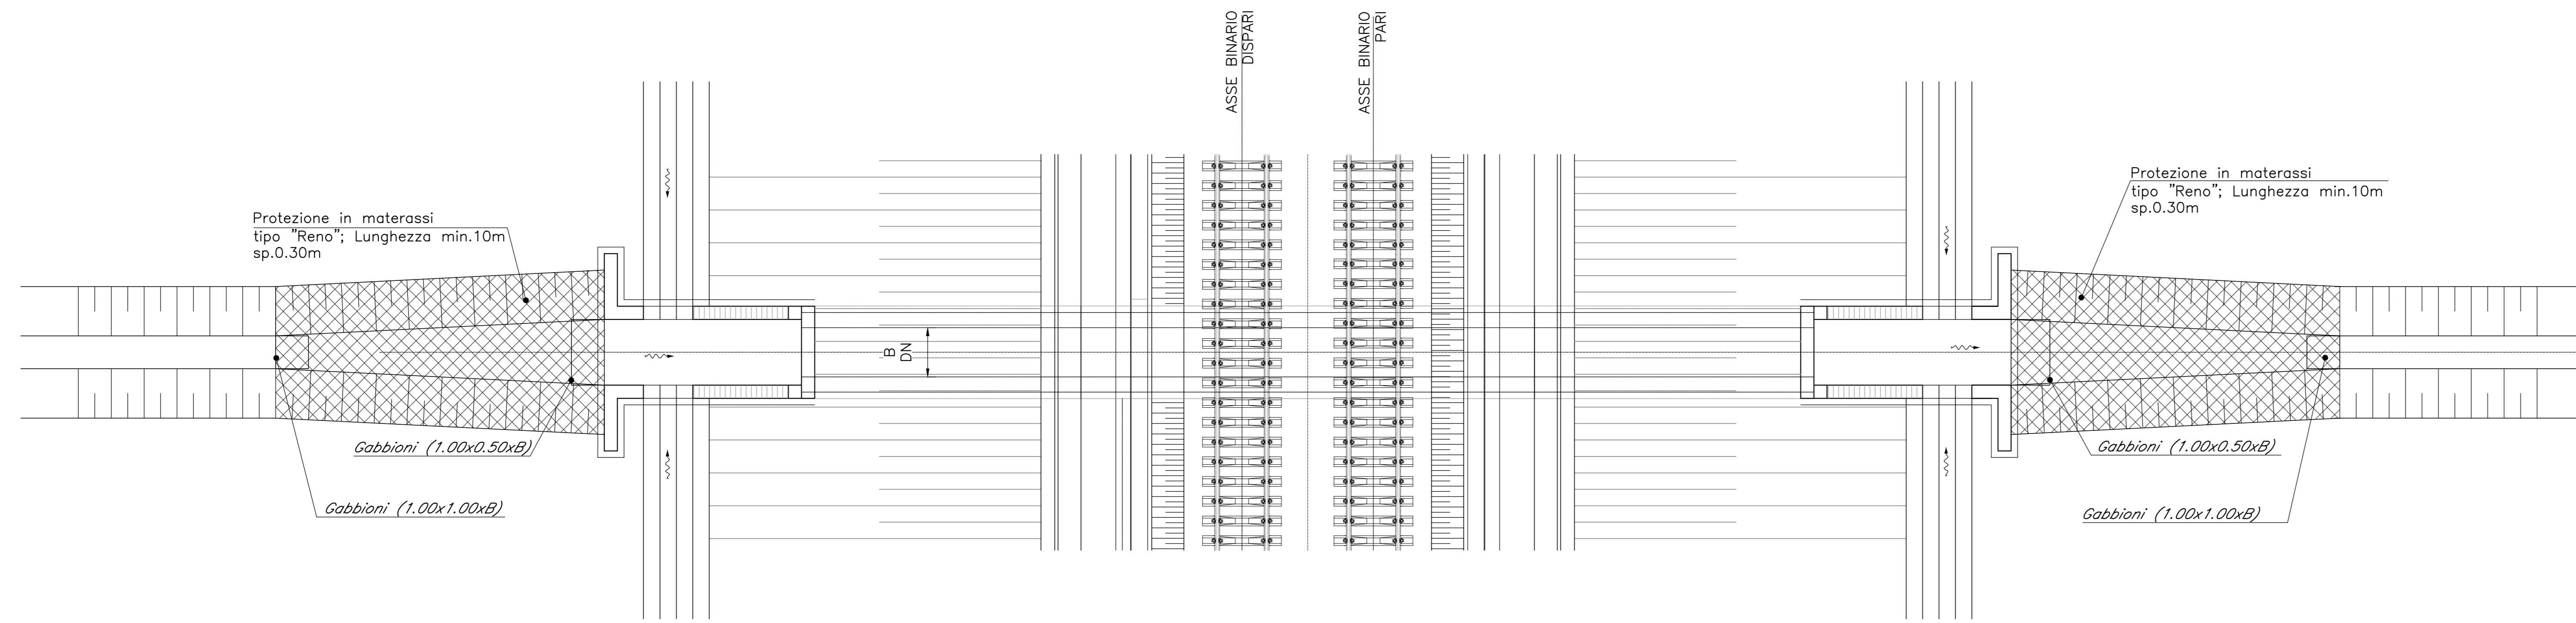 ASSE BINARIO
DISPARI
ASSE BINARIO
PARI
Protezione in materassi
tipo "Reno"; Lunghezza min.10m
sp.0.30m
Protezione in materassi
tipo "Reno"; Lunghezza min.10m
sp.0.30m
B
DN
Gabbioni (1.00x0.50xB)
Gabbioni (1.00x1.00xB)
Gabbioni (1.00x0.50xB)
Gabbioni (1.00x1.00xB)